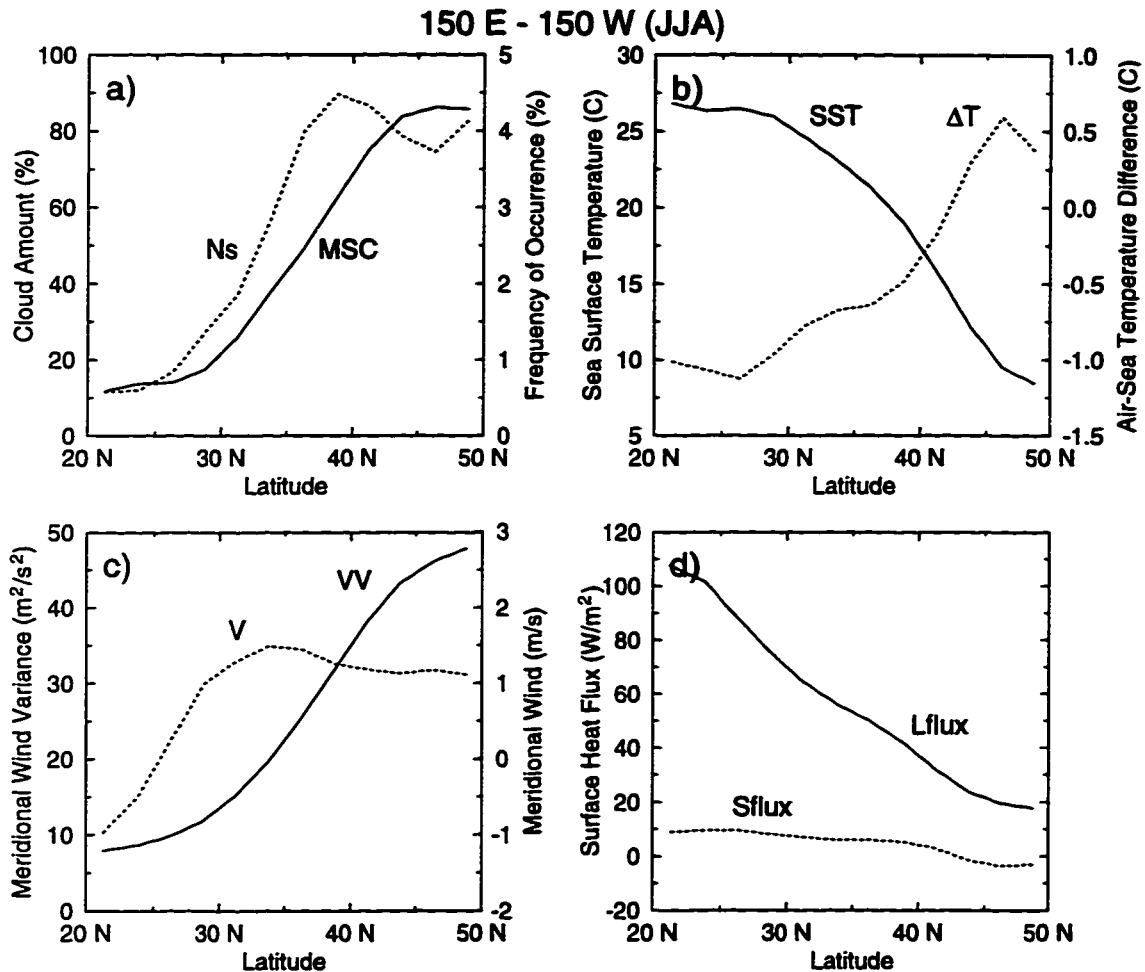 150 E - 150 W (JJA)
a)
Cloud Amount (%)
100
80
60
40
20
0
Frequency of Occurrence (%)
5
4
3
2
1
0
Ns
MSC
20 N 30 N 40 N 50 N
Latitude
b)
Sea Surface Temperature (C)
30
25
20
15
10
5
Air-Sea Temperature Difference (C)
1.0
0.5
0.0
-0.5
-1.0
-1.5
SST
ΔT
20 N 30 N 40 N 50 N
Latitude
c)
Meridional Wind Variance (m²/s²)
50
40
30
20
10
0
Meridional Wind (m/s)
3
2
1
0
-1
-2
V
VV
20 N 30 N 40 N 50 N
Latitude
d)
Surface Heat Flux (W/m²)
120
100
80
60
40
20
0
-20
Lflux
Sflux
20 N 30 N 40 N 50 N
Latitude